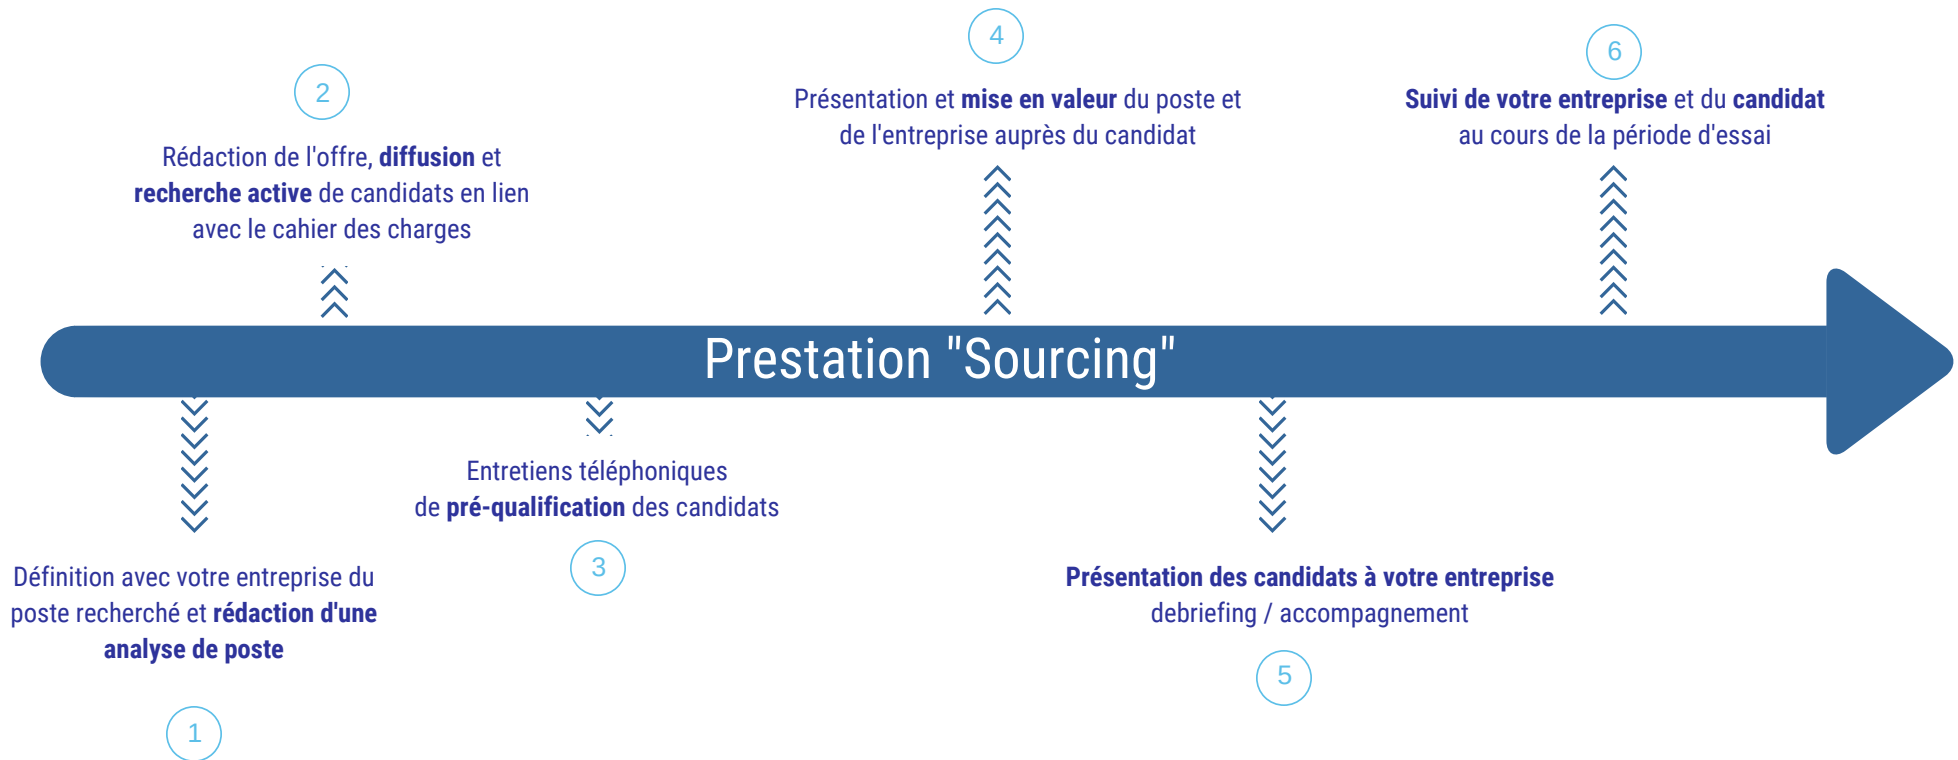 4
Présentation et mise en valeur du poste et
de l'entreprise auprès du candidat
6
Suivi de votre entreprise et du candidat
au cours de la période d'essai
2
Rédaction de l'offre, diffusion et
recherche active de candidats en lien
avec le cahier des charges
Prestation "Sourcing"
Définition avec votre entreprise du
poste recherché et rédaction d'une
analyse de poste
1
Entretiens téléphoniques
de pré-qualification des candidats
3
Présentation des candidats à votre entreprise
debriefing / accompagnement
5